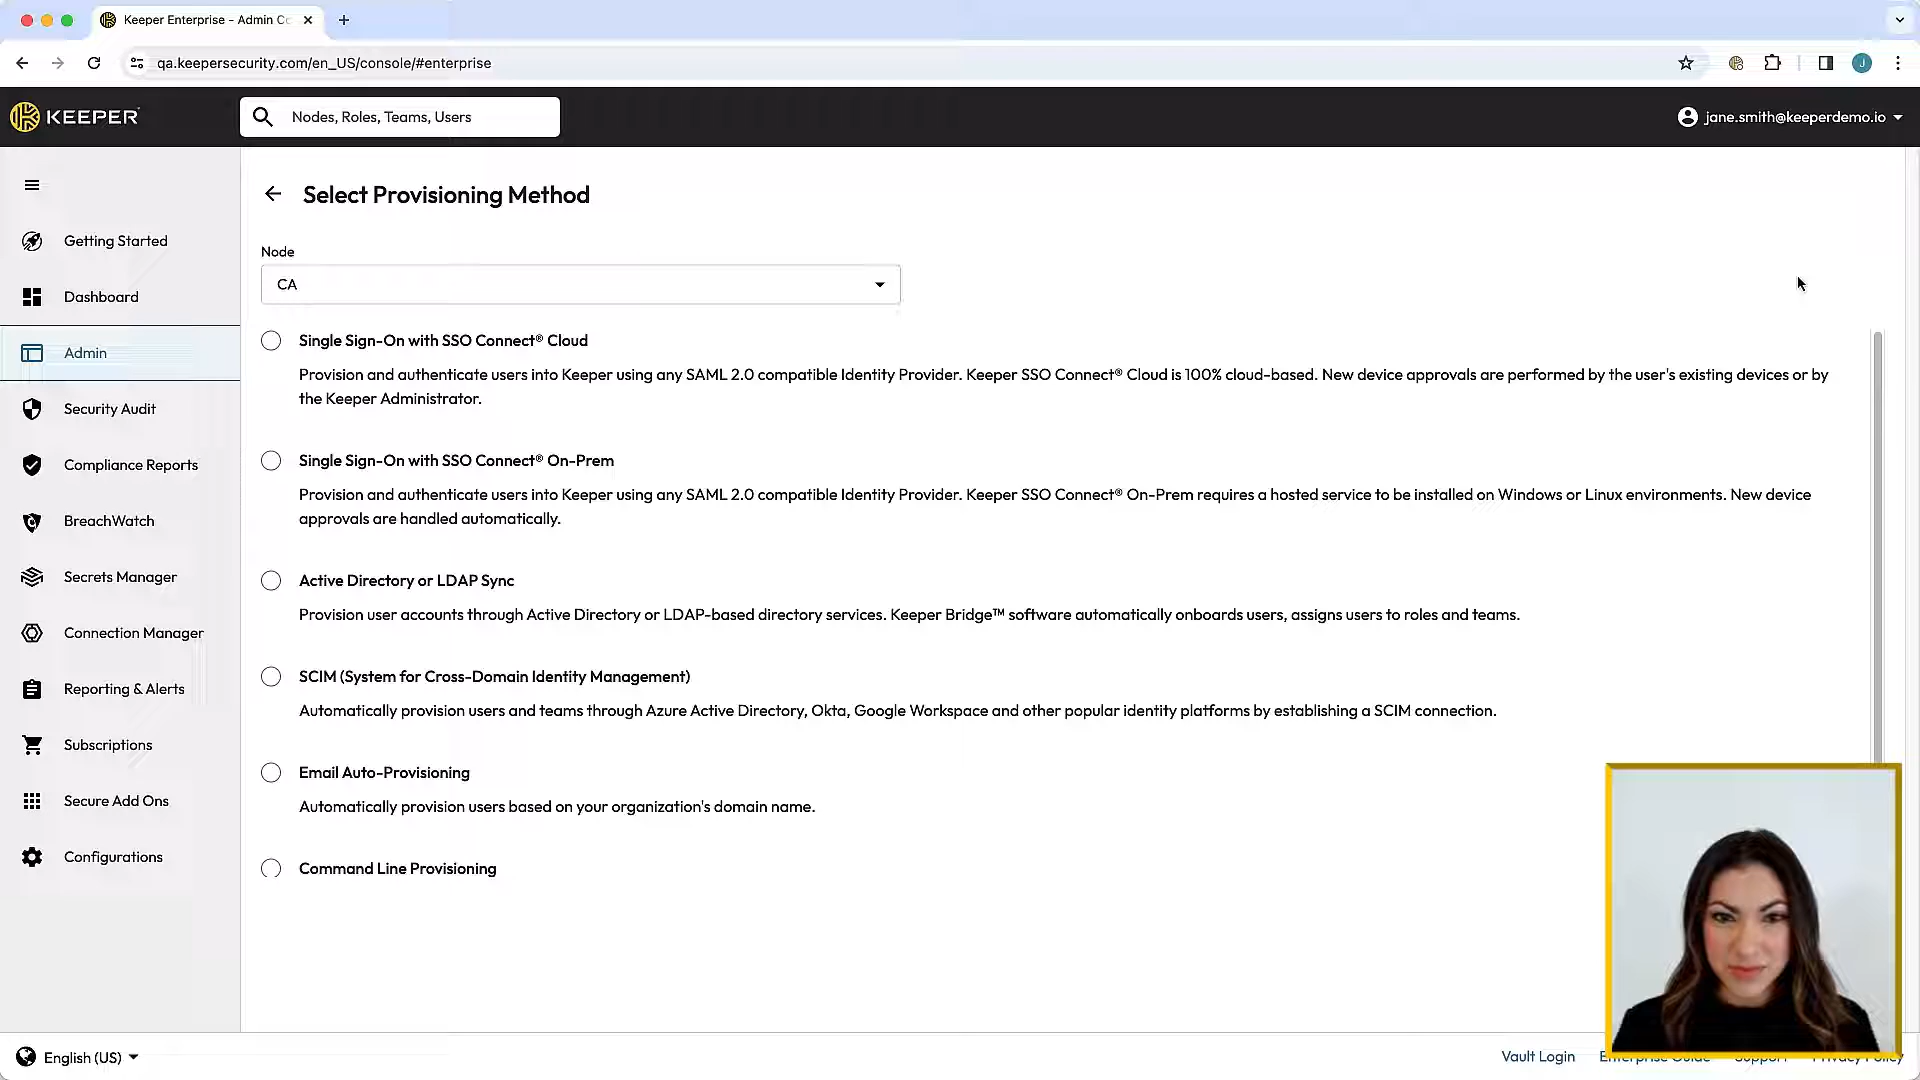 Keeper Enterprise - Admin Co
qa.keepersecurity.com/en_US/console/#enterprise
J
KEEPER
Nodes, Roles, Teams, Users
jane.smith@keeperdemo.io
Getting Started
Dashboard
Admin
Security Audit
Compliance Reports
BreachWatch
Secrets Manager
Connection Manager
Reporting & Alerts
Subscriptions
Secure Add Ons
Configurations
Select Provisioning Method
Node
CA
Single Sign-On with SSO Connect® Cloud
Provision and authenticate users into Keeper using any SAML 2.0 compatible Identity Provider. Keeper SSO Connect® Cloud is 100% cloud-based. New device approvals are performed by the user's existing devices or by
the Keeper Administrator.
Single Sign-On with SSO Connect® On-Prem
Provision and authenticate users into Keeper using any SAML 2.0 compatible Identity Provider. Keeper SSO Connect® On-Prem requires a hosted service to be installed on Windows or Linux environments. New device
approvals are handled automatically.
Active Directory or LDAP Sync
Provision user accounts through Active Directory or LDAP-based directory services. Keeper Bridge™ software automatically onboards users, assigns users to roles and teams.
SCIM (System for Cross-Domain Identity Management)
Automatically provision users and teams through Azure Active Directory, Okta, Google Workspace and other popular identity platforms by establishing a SCIM connection.
Email Auto-Provisioning
Automatically provision users based on your organization's domain name.
Command Line Provisioning
English (US)
Vault Login
Enterprise Guide
Support
Privacy Policy